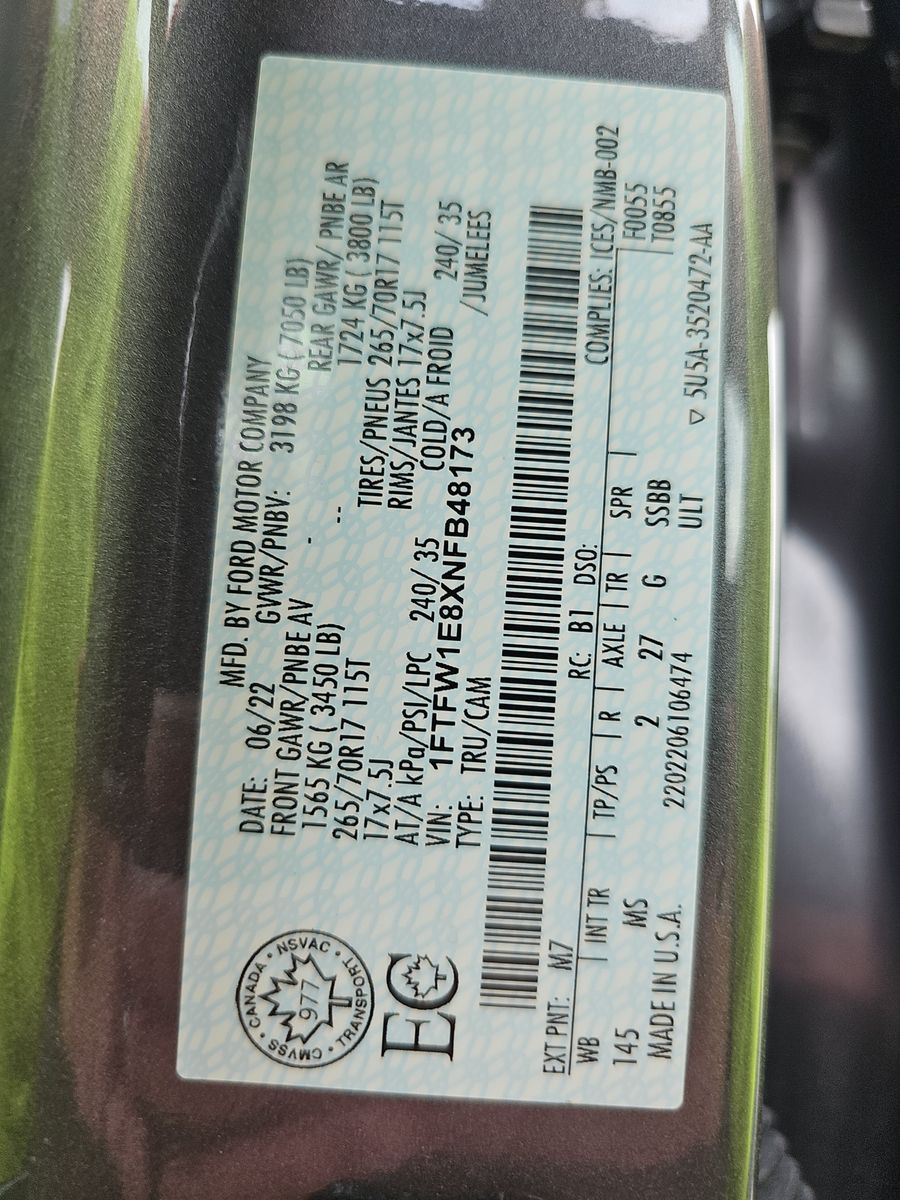 CMVSS • CANADA • NSVAC • TRANSPORT •
977
EC
MFD. BY FORD MOTOR COMPANY
DATE: 06/22 GVWR/PNBV: 3198 KG ( 7050 LB)
FRONT GAWR/PNBE AV - REAR GAWR/ PNBE AR
1565 KG ( 3450 LB) -- 1724 KG ( 3800 LB)
265/70R17 115T TIRES/PNEUS 265/70R17 115T
17x7.5J RIMS/JANTES 17x7.5J
AT/A kPa/PSI/LPC 240/ 35 COLD/A FROID 240/ 35
VIN: 1FTFW1E8XNFB48173 /JUMELEES
TYPE: TRU/CAM
EXT PNT: M7 RC: B1 DSO: COMPLIES: ICES/NMB-002
WB | INT TR | TP/PS | R | AXLE | TR | SPR | F0055
145 MS 2 27 G SSBB | T0855
MADE IN U.S.A. 2202206106474 ULT
▽ 5U5A-3520472-AA